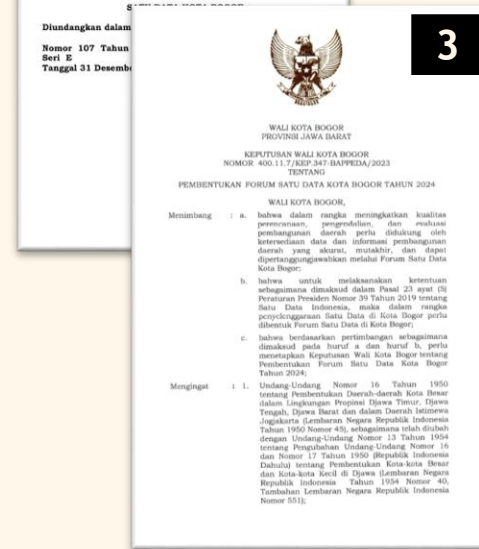 SATU DATA KOTA BOGOR
Diundangkan dalam
Nomor 107 Tahun
Seri E
Tanggal 31 Desemb
3
WALI KOTA BOGOR
PROVINSI JAWA BARAT
KEPUTUSAN WALI KOTA BOGOR
NOMOR 400.11.7/KEP.347-BAPPEDA/2023
TENTANG
PEMBENTUKAN FORUM SATU DATA KOTA BOGOR TAHUN 2024
WALI KOTA BOGOR,
Menimbang : a. bahwa dalam rangka meningkatkan kualitas
perencanaan, pengendalian, dan evaluasi
pembangunan daerah perlu didukung oleh
ketersediaan data dan informasi pembangunan
daerah yang akurat, mutakhir, dan dapat
dipertanggungjawabkan melalui Forum Satu Data
Kota Bogor;
b. bahwa untuk melaksanakan ketentuan
sebagaimana dimaksud dalam Pasal 23 ayat (5)
Peraturan Presiden Nomor 39 Tahun 2019 tentang
Satu Data Indonesia, maka dalam rangka
penyelenggaraan Satu Data di Kota Bogor perlu
dibentuk Forum Satu Data di Kota Bogor;
c. bahwa berdasarkan pertimbangan sebagaimana
dimaksud pada huruf a dan huruf b, perlu
menetapkan Keputusan Wali Kota Bogor tentang
Pembentukan Forum Satu Data Kota Bogor
Tahun 2024;
Mengingat : 1. Undang-Undang Nomor 16 Tahun 1950
tentang Pembentukan Daerah-daerah Kota Besar
dalam Lingkungan Propinsi Djawa Timur, Djawa
Tengah, Djawa Barat dan dalam Daerah Istimewa
Jogjakarta (Lembaran Negara Republik Indonesia
Tahun 1950 Nomor 45), sebagaimana telah diubah
dengan Undang-Undang Nomor 13 Tahun 1954
tentang Pengubahan Undang-Undang Nomor 16
dan Nomor 17 Tahun 1950 (Republik Indonesia
Dahulu) tentang Pembentukan Kota-kota Besar
dan Kota-kota Kecil di Djawa (Lembaran Negara
Republik Indonesia Tahun 1954 Nomor 40,
Tambahan Lembaran Negara Republik Indonesia
Nomor 551);